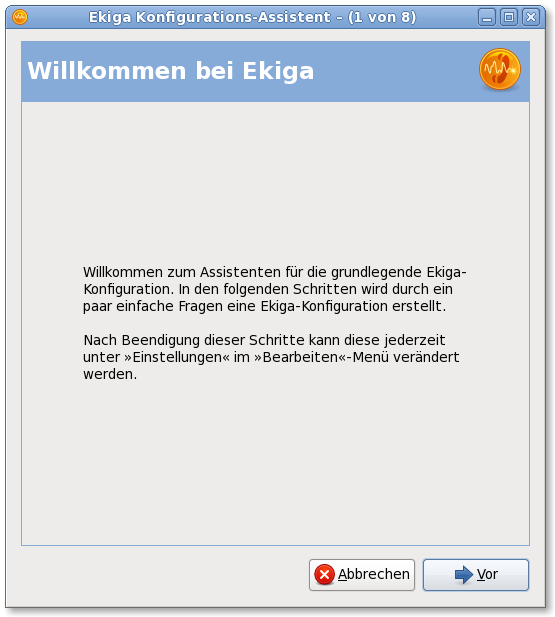 Ekiga Konfigurations-Assistent – (1 von 8)
Willkommen bei Ekiga
Willkommen zum Assistenten für die grundlegende Ekiga-
Konfiguration. In den folgenden Schritten wird durch ein
paar einfache Fragen eine Ekiga-Konfiguration erstellt.
Nach Beendigung dieser Schritte kann diese jederzeit
unter »Einstellungen« im »Bearbeiten«-Menü verändert
werden.
Abbrechen
Vor